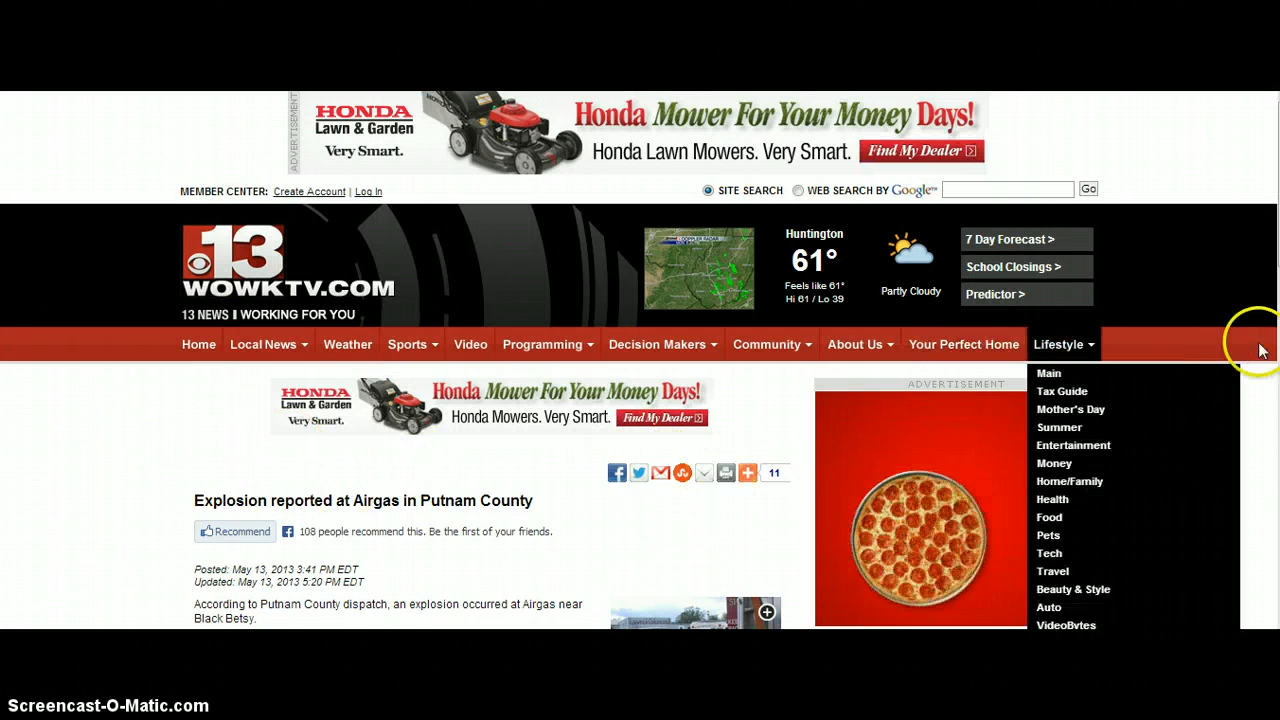 ADVERTISEMENT
HONDA
Lawn & Garden
Very Smart.
Honda Mower For Your Money Days!
Honda Lawn Mowers. Very Smart.
Find My Dealer
MEMBER CENTER: Create Account | Log In
SITE SEARCH
WEB SEARCH BY Google™
Go
13
WOWKTV.COM
13 NEWS WORKING FOR YOU
Huntington
61°
Feels like 61°
Hi 61 / Lo 39
Partly Cloudy
7 Day Forecast >
School Closings >
Predictor >
Home
Local News
Weather
Sports
Video
Programming
Decision Makers
Community
About Us
Your Perfect Home
Lifestyle
Main
Tax Guide
Mother's Day
Summer
Entertainment
Money
Home/Family
Health
Food
Pets
Tech
Travel
Beauty & Style
Auto
VideoBytes
HONDA
Lawn & Garden
Very Smart.
Honda Mower For Your Money Days!
Honda Mowers. Very Smart.
Find My Dealer
ADVERTISEMENT
11
Explosion reported at Airgas in Putnam County
Recommend
108 people recommend this. Be the first of your friends.
Posted: May 13, 2013 3:41 PM EDT
Updated: May 13, 2013 5:20 PM EDT
According to Putnam County dispatch, an explosion occurred at Airgas near
Black Betsy.
Screencast-O-Matic.com